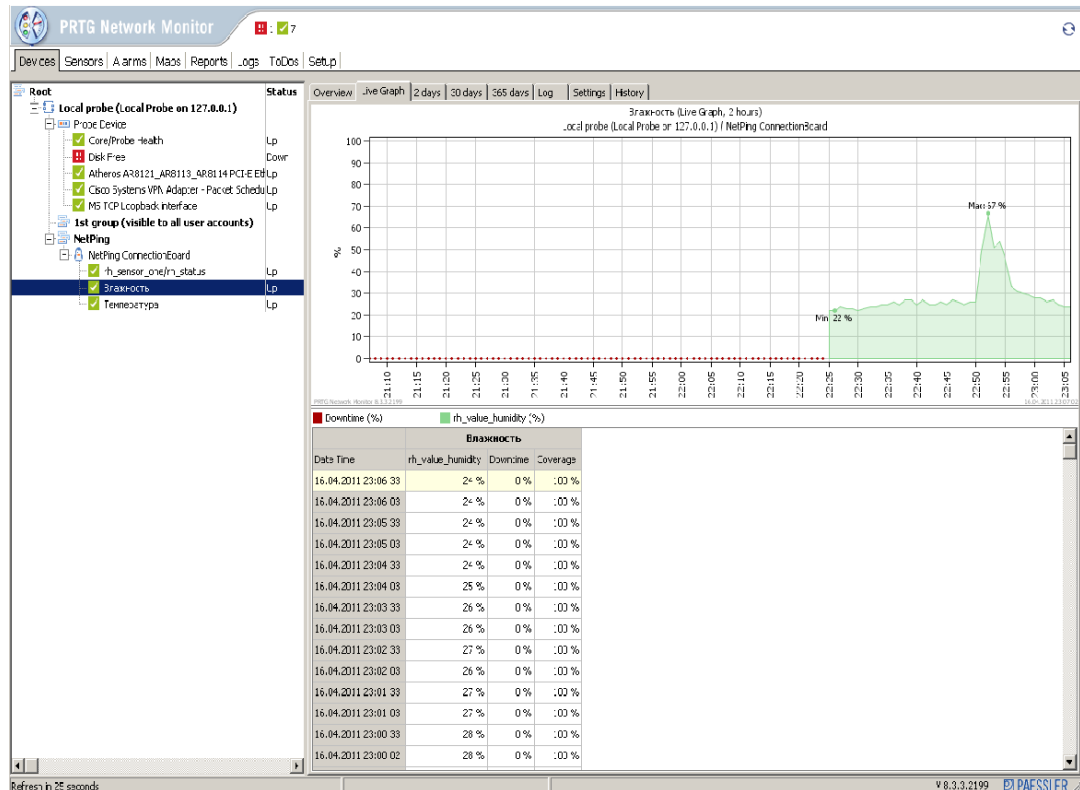 PRTG Network Monitor
: 7
Devices Sensors Alarms Maps Reports Logs ToDos Setup
Root Status
Local probe (Local Probe on 127.0.0.1)
Probe Device
Core/Probe Health Up
Disk Free Down
Atheros AR8121_AR8113_AR8114 PCI-E Et Up
Cisco Systems VPN Adapter - Packet Schedu Up
MS TCP Loopback interface Up
1st group (visible to all user accounts)
NetPing
NetPing ConnectionBoard
rh_sensor_one/rh_status Up
Влажность Up
Температура Up
Overview Live Graph 2 days 30 days 365 days Log Settings History
Влажность (Live Graph, 2 hours)
Local probe (Local Probe on 127.0.0.1) / NetPing ConnectionBoard
100
90
80
70
60
50
40
30
20
10
0
%
Max: 67 %
Min: 22 %
21:10 21:15 21:20 21:25 21:30 21:35 21:40 21:45 21:50 21:55 22:00 22:05 22:10 22:15 22:20 22:25 22:30 22:35 22:40 22:45 22:50 22:55 23:00 23:05
PRTG Network Monitor 8.3.3.2199 16.04.2011 23:07:02
Downtime (%) rh_value_humidity (%)
Влажность
Date Time rh_value_humidity Downtime Coverage
16.04.2011 23:06 33 24 % 0 % 100 %
16.04.2011 23:06 03 24 % 0 % 100 %
16.04.2011 23:05 33 24 % 0 % 100 %
16.04.2011 23:05 03 24 % 0 % 100 %
16.04.2011 23:04 33 24 % 0 % 100 %
16.04.2011 23:04 03 25 % 0 % 100 %
16.04.2011 23:03 33 26 % 0 % 100 %
16.04.2011 23:03 03 26 % 0 % 100 %
16.04.2011 23:02 33 27 % 0 % 100 %
16.04.2011 23:02 03 26 % 0 % 100 %
16.04.2011 23:01 33 27 % 0 % 100 %
16.04.2011 23:01 03 27 % 0 % 100 %
16.04.2011 23:00 33 28 % 0 % 100 %
16.04.2011 23:00 02 28 % 0 % 100 %
Refresh in 25 seconds V 8.3.3.2199 PAESSLER